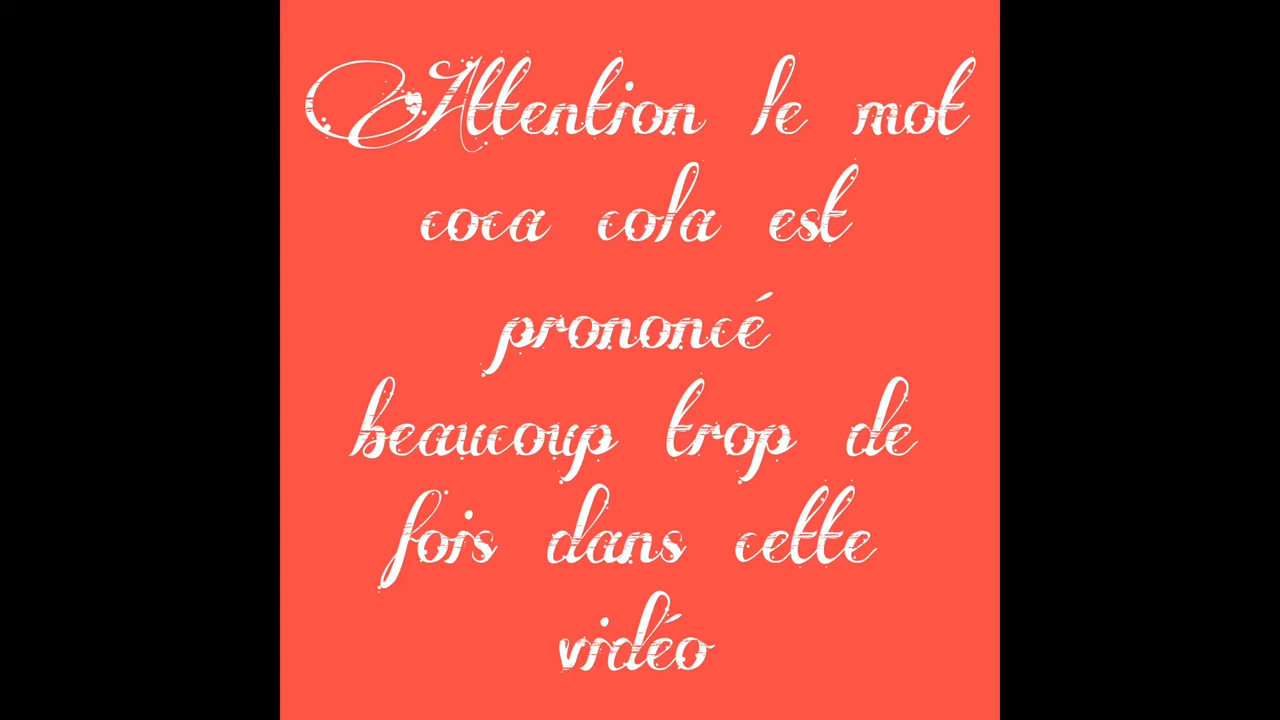 Attention le mot
coca cola est
prononcé
beaucoup trop de
fois dans cette
vidéo